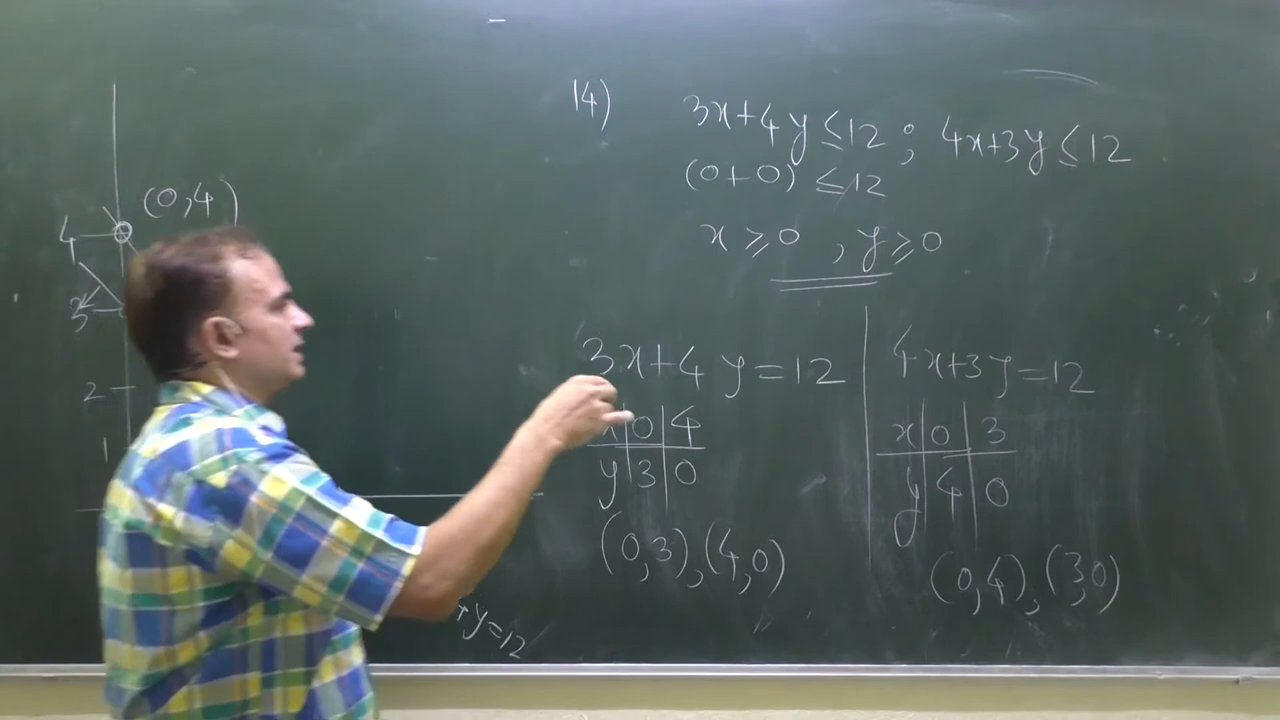 14) 3x+4y≤12 ; 4x+3y≤12
(0+0) ≤12
x≥0 , y≥0
3x+4y=12
x 0 4
y 3 0
(0,3),(4,0)
4x+3y=12
x 0 3
y 4 0
(0,4),(3,0)
(0,4)
4
3
2
1
y=12